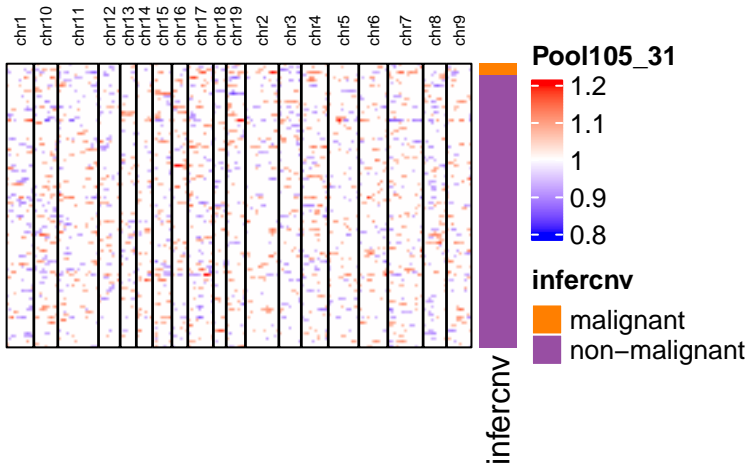 chr1 chr10 chr11 chr12 chr13 chr14 chr15 chr16 chr17 chr18 chr19 chr2 chr3 chr4 chr5 chr6 chr7 chr8 chr9
Pool105_31
1.2
1.1
1
0.9
0.8
infercnv
malignant
non−malignant
infercnv